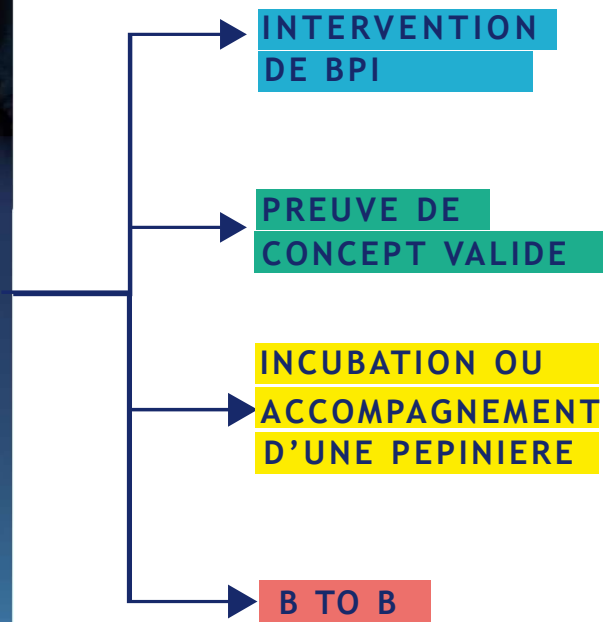 INTERVENTION
DE BPI
PREUVE DE
CONCEPT VALIDE
INCUBATION OU
ACCOMPAGNEMENT
D’UNE PEPINIERE
B TO B